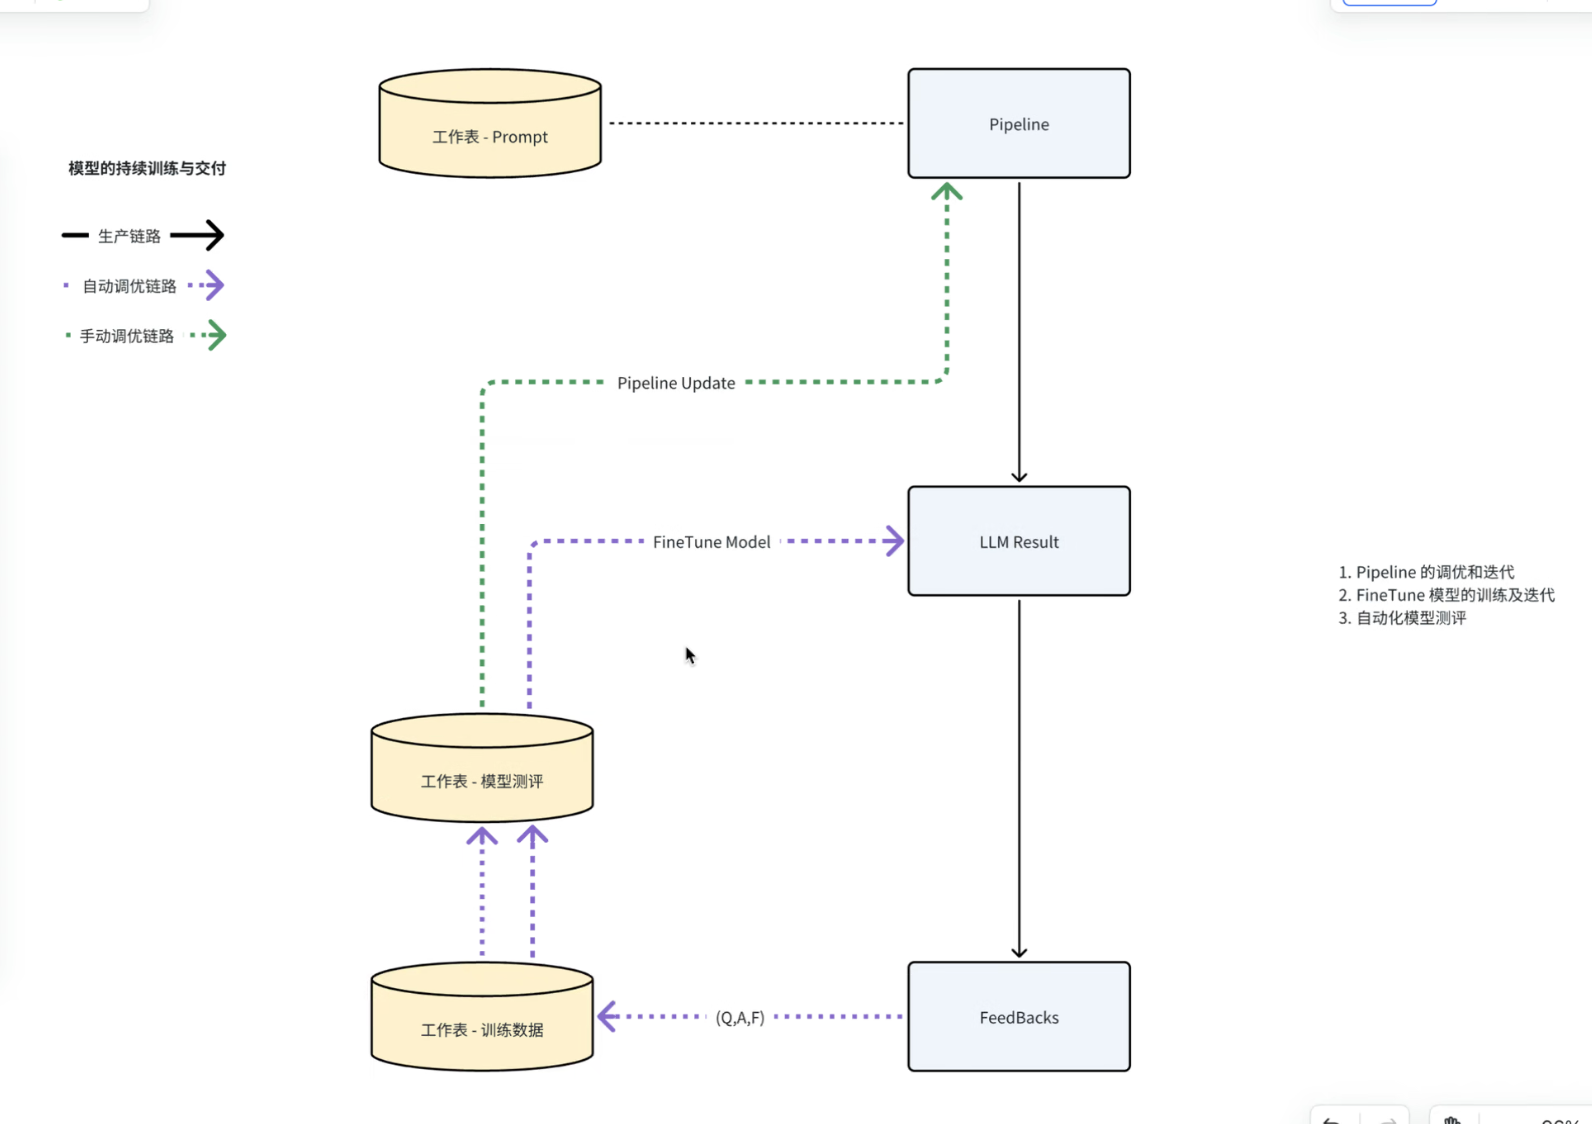 工作表 - Prompt
Pipeline
模型的持续训练与交付
生产链路
自动调优链路
手动调优链路
Pipeline Update
FineTune Model
LLM Result
1. Pipeline 的调优和迭代
2. FineTune 模型的训练及迭代
3. 自动化模型测评
工作表 - 模型测评
工作表 - 训练数据
(Q,A,F)
FeedBacks